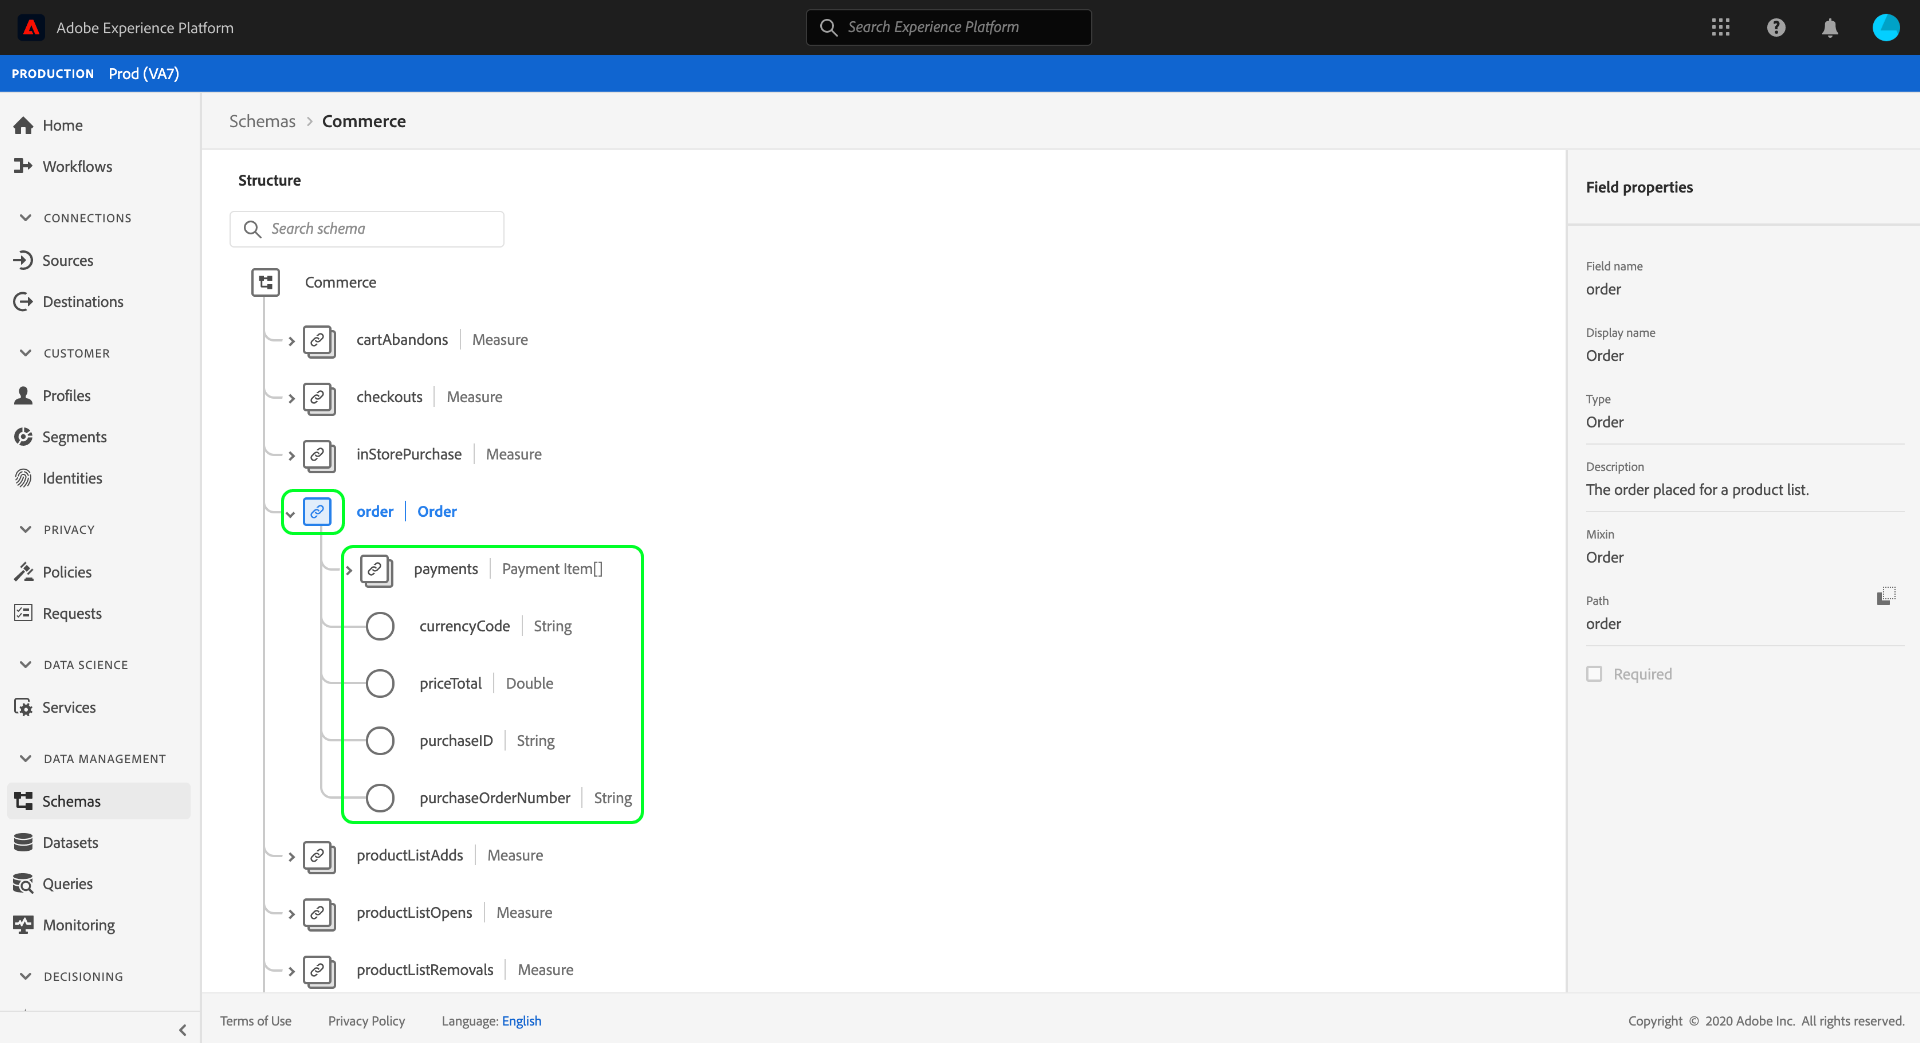 Adobe Experience Platform
Search Experience Platform
PRODUCTION Prod (VA7)
Home
Workflows
CONNECTIONS
Sources
Destinations
CUSTOMER
Profiles
Segments
Identities
PRIVACY
Policies
Requests
DATA SCIENCE
Services
DATA MANAGEMENT
Schemas
Datasets
Queries
Monitoring
DECISIONING
Schemas > Commerce
Structure
Search schema
Commerce
cartAbandons | Measure
checkouts | Measure
inStorePurchase | Measure
order | Order
payments | Payment Item[]
currencyCode | String
priceTotal | Double
purchaseID | String
purchaseOrderNumber | String
productListAdds | Measure
productListOpens | Measure
productListRemovals | Measure
Field properties
Field name
order
Display name
Order
Type
Order
Description
The order placed for a product list.
Mixin
Order
Path
order
Required
Terms of Use Privacy Policy Language: English
Copyright © 2020 Adobe Inc. All rights reserved.